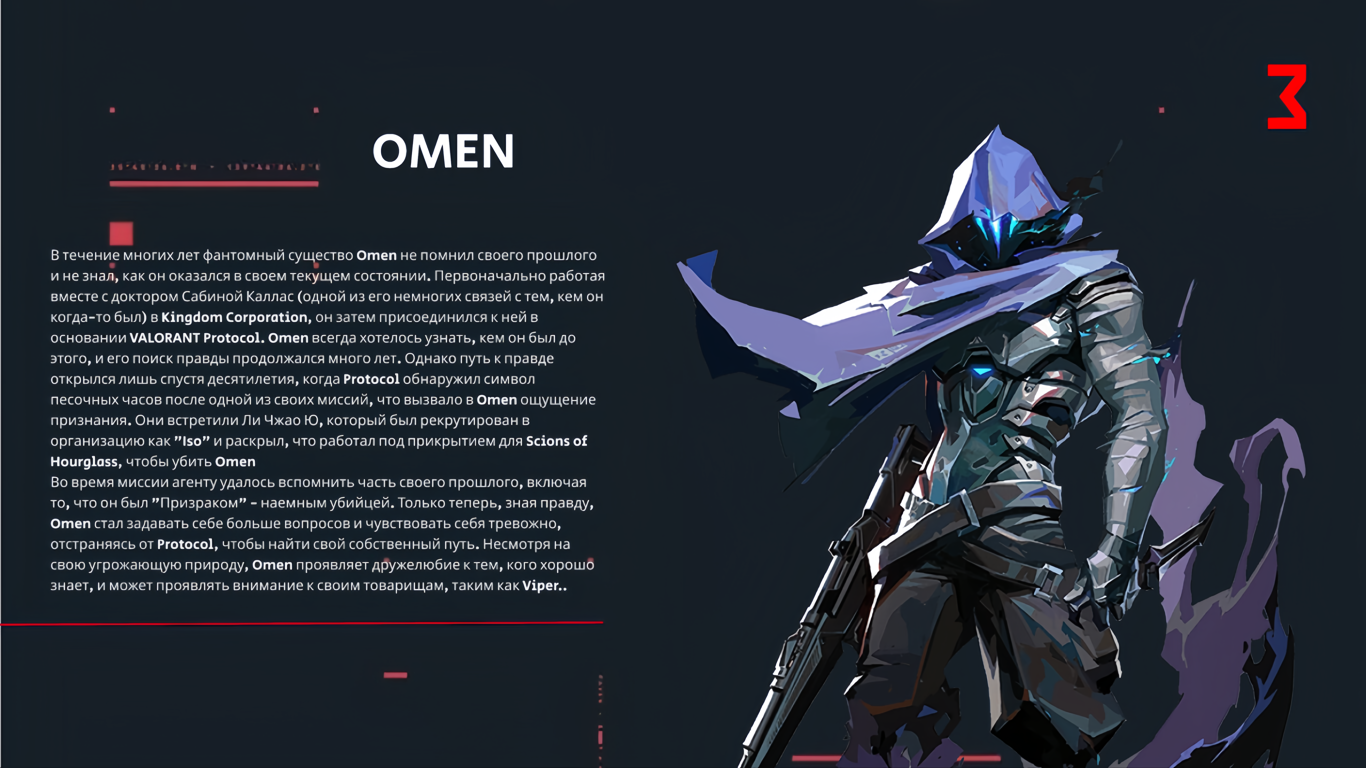 3
OMEN
В течение многих лет фантомный существо Omen не помнил своего прошлого
и не знал, как он оказался в своем текущем состоянии. Первоначально работая
вместе с доктором Сабиной Каллас (одной из его немногих связей с тем, кем он
когда-то был) в Kingdom Corporation, он затем присоединился к ней в
основании VALORANT Protocol. Omen всегда хотелось узнать, кем он был до
этого, и его поиск правды продолжался много лет. Однако путь к правде
открылся лишь спустя десятилетия, когда Protocol обнаружил символ
песочных часов после одной из своих миссий, что вызвало в Omen ощущение
признания. Они встретили Ли Чжао Ю, который был рекрутирован в
организацию как "Iso" и раскрыл, что работал под прикрытием для Scions of
Hourglass, чтобы убить Omen
Во время миссии агенту удалось вспомнить часть своего прошлого, включая
то, что он был "Призраком" - наемным убийцей. Только теперь, зная правду,
Omen стал задавать себе больше вопросов и чувствовать себя тревожно,
отстраняясь от Protocol, чтобы найти свой собственный путь. Несмотря на
свою угрожающую природу, Omen проявляет дружелюбие к тем, кого хорошо
знает, и может проявлять внимание к своим товарищам, таким как Viper..